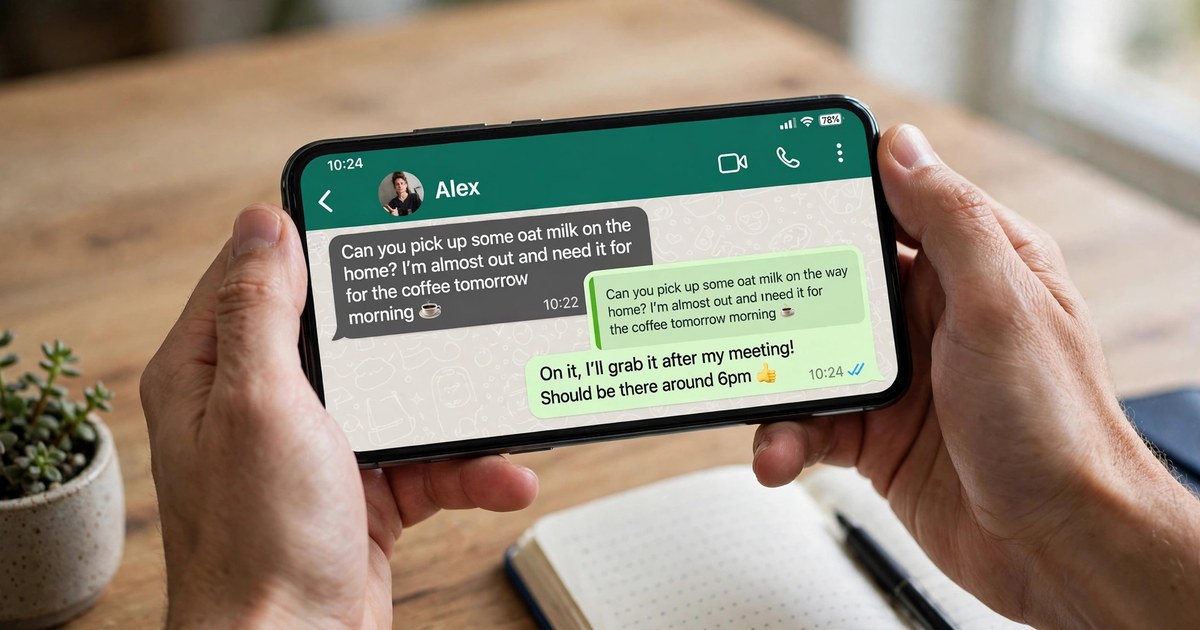 10:24
78%
Alex
Can you pick up some oat milk on the
home? I'm almost out and need it for
for the coffee tomorrow
morning ☕
10:22
Can you pick up some oat milk on the way
home? I'm almost out and ineed it for
the coffee tomorrow morning ☕
On it, I'll grab it after my meeting!
Should be there around 6pm 👍
10:24